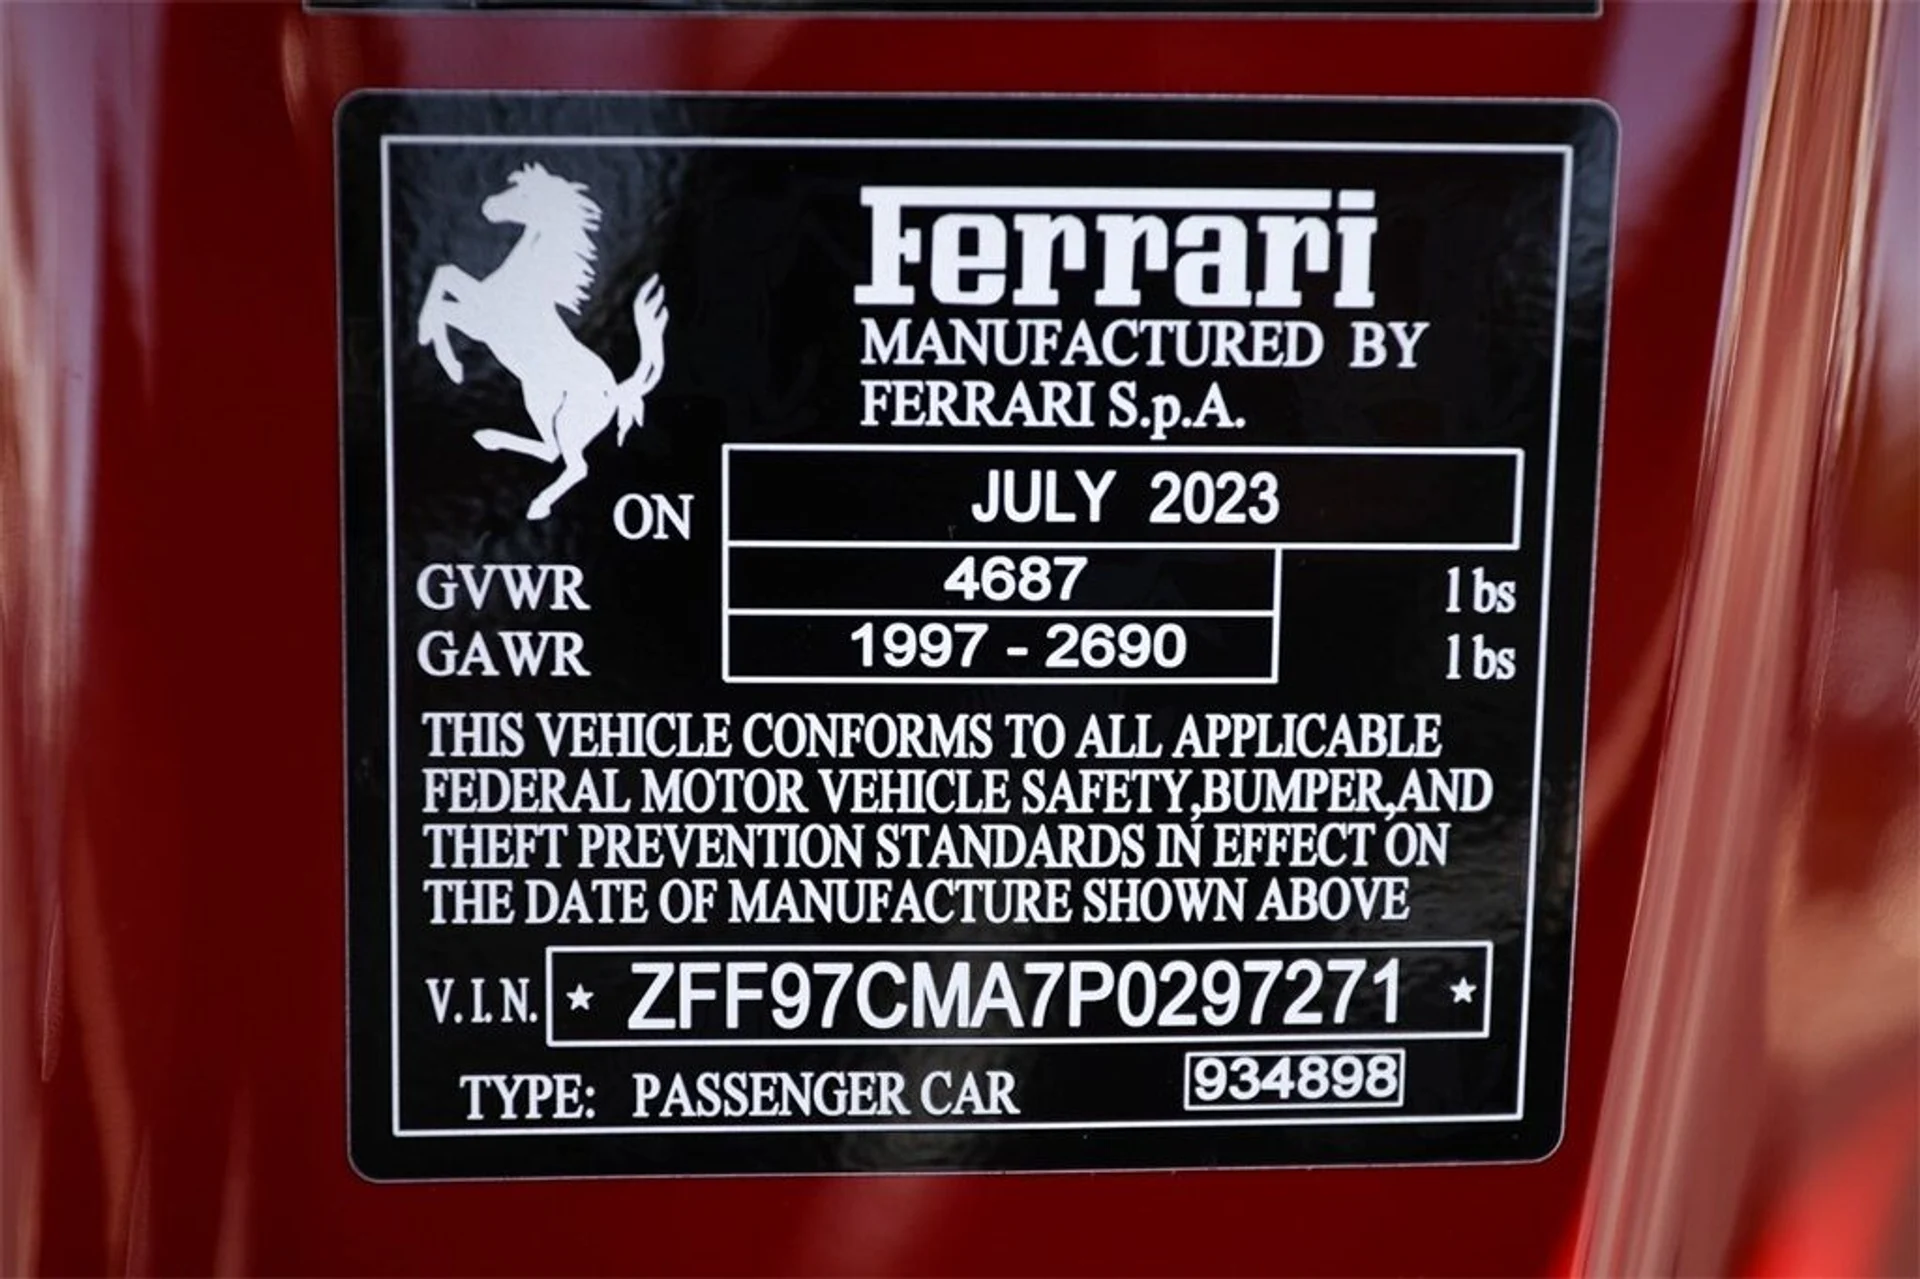 Ferrari
MANUFACTURED BY
FERRARI S.p.A.
ON JULY 2023
GVWR 4687 lbs
GAWR 1997 - 2690 lbs
THIS VEHICLE CONFORMS TO ALL APPLICABLE
FEDERAL MOTOR VEHICLE SAFETY,BUMPER,AND
THEFT PREVENTION STANDARDS IN EFFECT ON
THE DATE OF MANUFACTURE SHOWN ABOVE
V.I.N. ★ ZFF97CMA7P0297271 ★
TYPE: PASSENGER CAR 934898